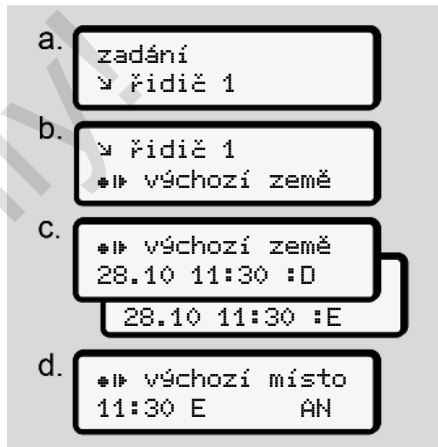 a.
zadání
řidič 1
b.
řidič 1
výchozí země
c.
výchozí země
28.10 11:30 :D
28.10 11:30 :E
d.
výchozí místo
11:30 E AN
ny!